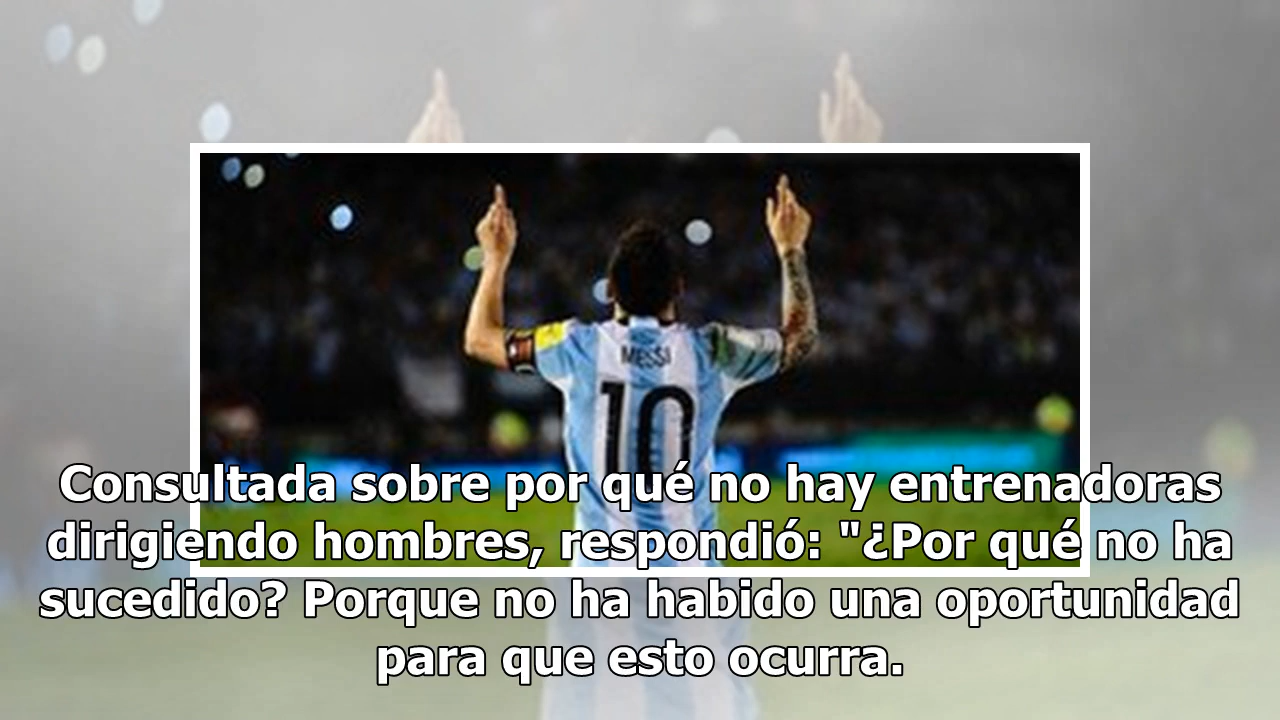 MESSI
10
Consultada sobre por qué no hay entrenadoras
dirigiendo hombres, respondió: "¿Por qué no ha
sucedido? Porque no ha habido una oportunidad
para que esto ocurra.